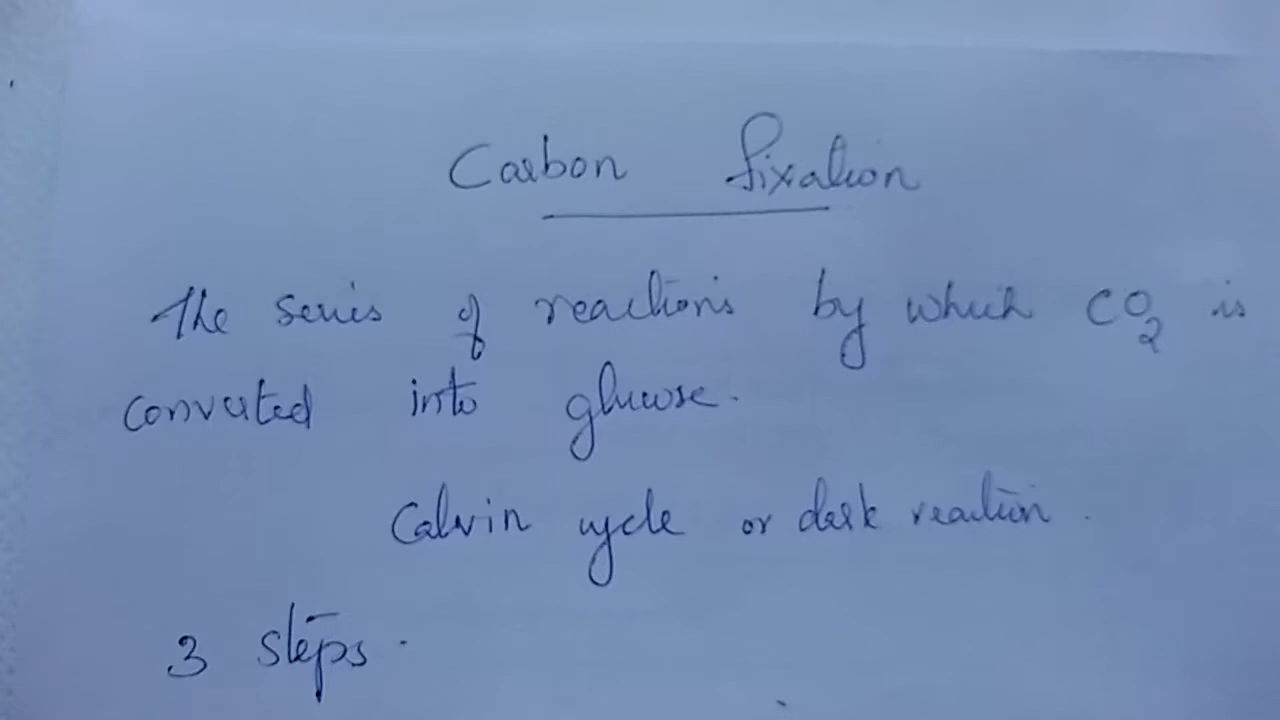 Carbon fixation
The series of reactions by which CO2 is
converted into glucose.
Calvin cycle or dark reaction.
3 steps.